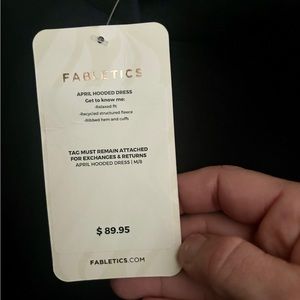 FABLETICS
APRIL HOODED DRESS
Get to know me:
-Relaxed fit
-Recycled structured fleece
-Ribbed hem and cuffs
TAG MUST REMAIN ATTACHED
FOR EXCHANGES & RETURNS
APRIL HOODED DRESS | M/8
$ 89.95
FABLETICS.COM